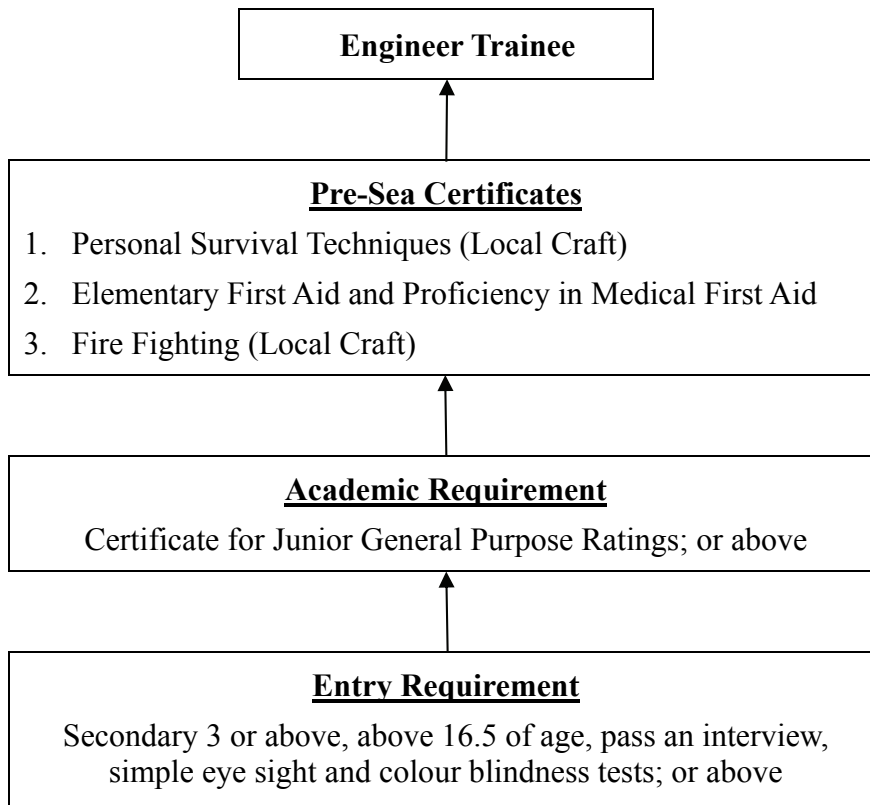 Engineer Trainee
Pre-Sea Certificates
1. Personal Survival Techniques (Local Craft)
2. Elementary First Aid and Proficiency in Medical First Aid
3. Fire Fighting (Local Craft)
Academic Requirement
Certificate for Junior General Purpose Ratings; or above
Entry Requirement
Secondary 3 or above, above 16.5 of age, pass an interview,
simple eye sight and colour blindness tests; or above